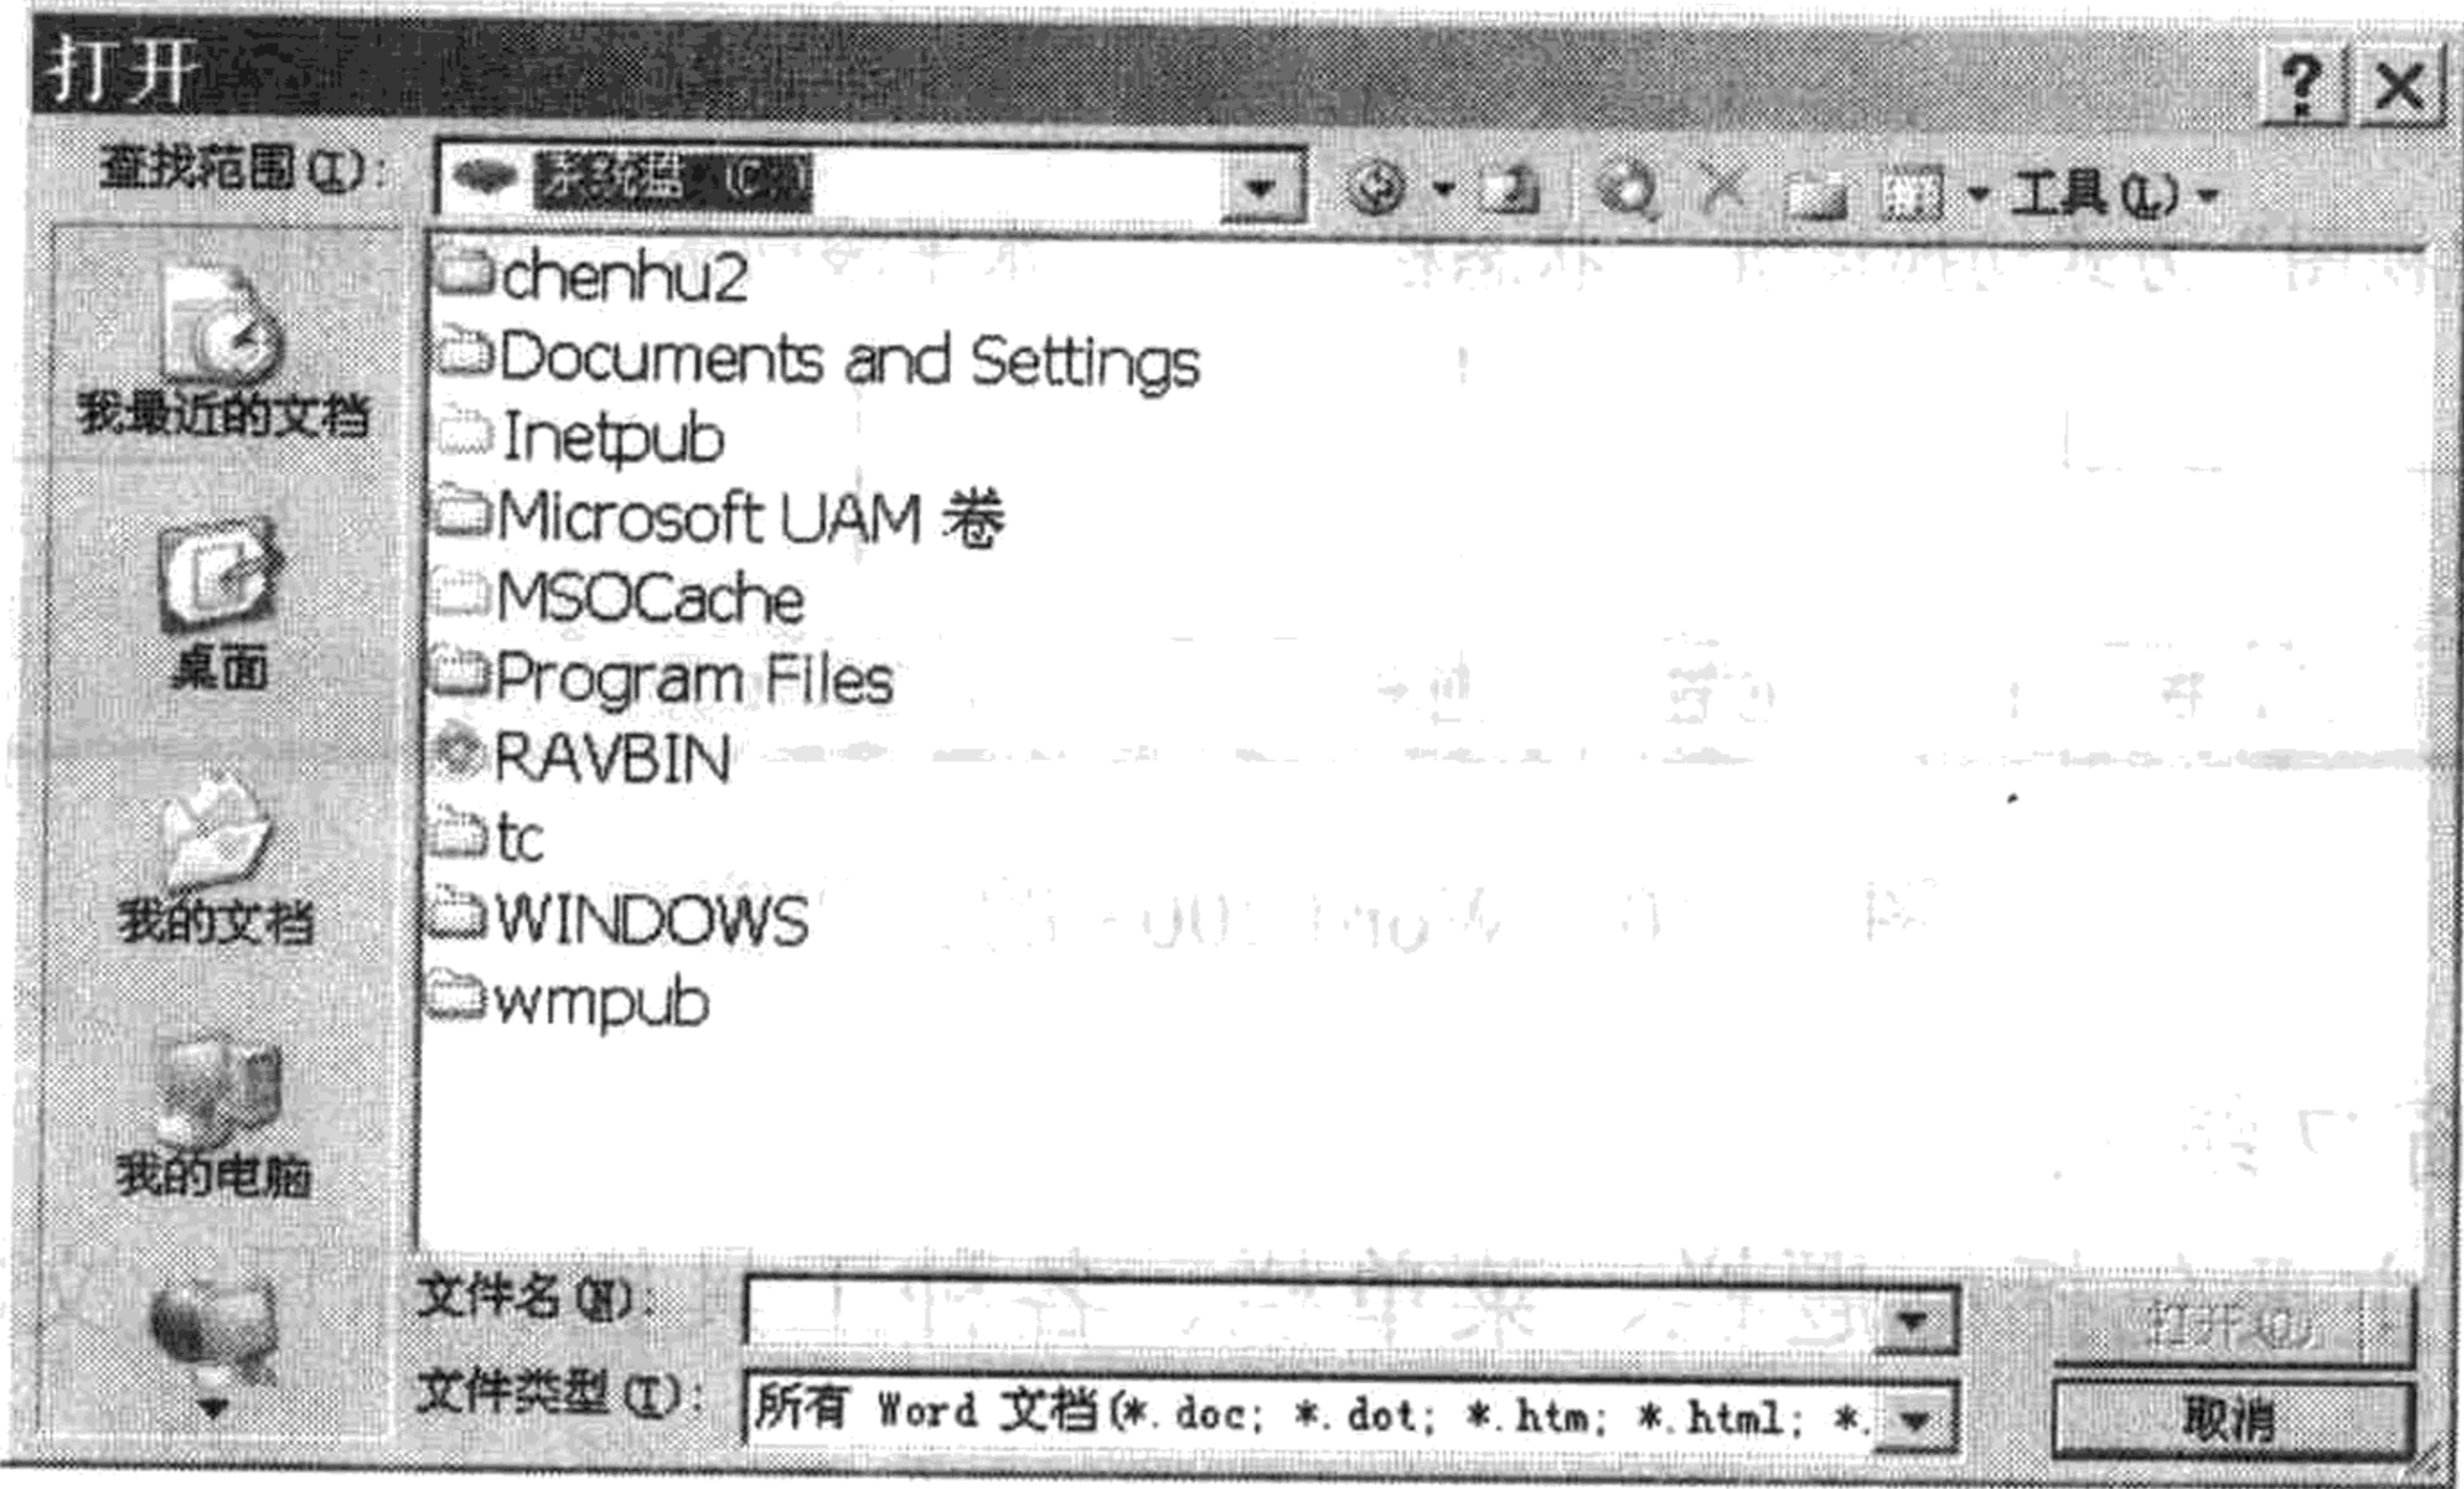 打开
查找范围(I):
工具(L)
我最近的文档
桌面
我的文档
我的电脑
chenhu2
Documents and Settings
Inetpub
Microsoft UAM 卷
MSOCache
Program Files
RAVBIN
tc
WINDOWS
wmpub
文件名(N):
打开(O)
文件类型(T):
所有 Word 文档(*.doc; *.dot; *.htm; *.html; *.
取消